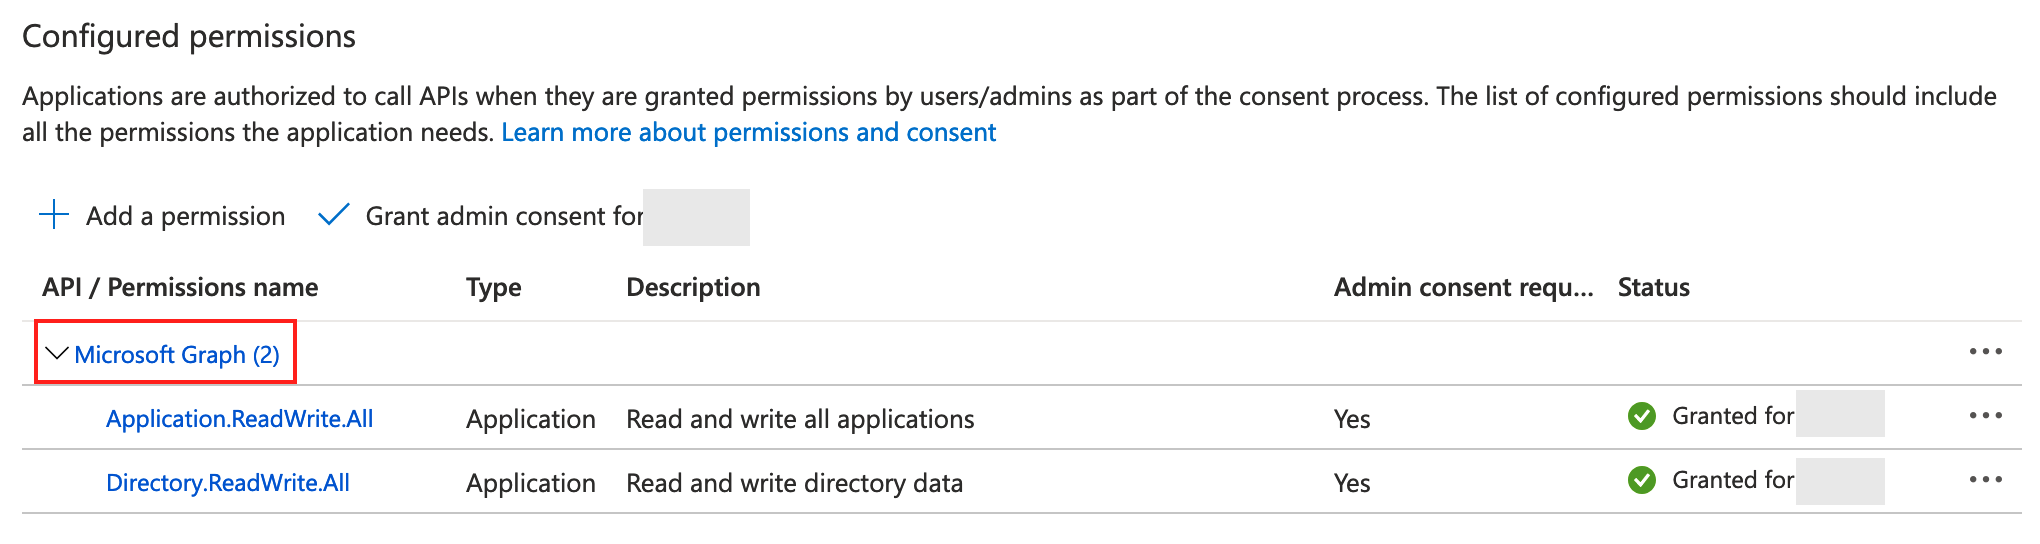 Configured permissions
Applications are authorized to call APIs when they are granted permissions by users/admins as part of the consent process. The list of configured permissions should include
all the permissions the application needs. Learn more about permissions and consent
Add a permission Grant admin consent for
API / Permissions name Type Description Admin consent requ... Status
Microsoft Graph (2)
Application.ReadWrite.All Application Read and write all applications Yes Granted for
Directory.ReadWrite.All Application Read and write directory data Yes Granted for